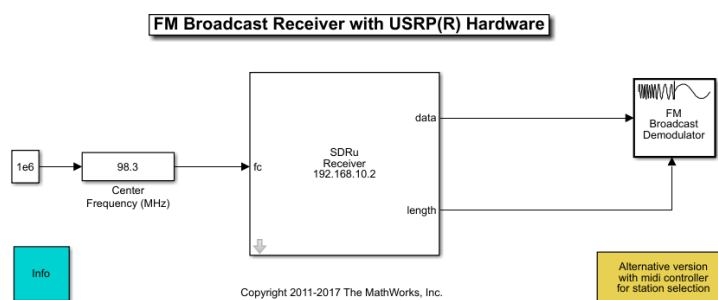 FM Broadcast Receiver with USRP(R) Hardware
1e6
98.3
Center
Frequency (MHz)
fc
SDRu
Receiver
192.168.10.2
data
length
FM
Broadcast
Demodulator
Info
Copyright 2011-2017 The MathWorks, Inc.
Alternative version
with midi controller
for station selection